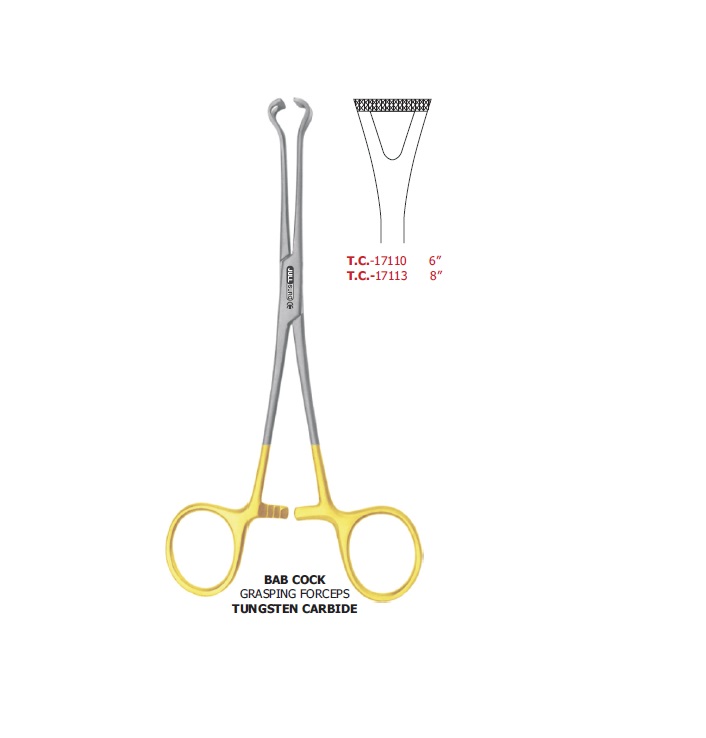 T.C.-17110 6”
T.C.-17113 8”
BAB COCK
GRASPING FORCEPS
TUNGSTEN CARBIDE